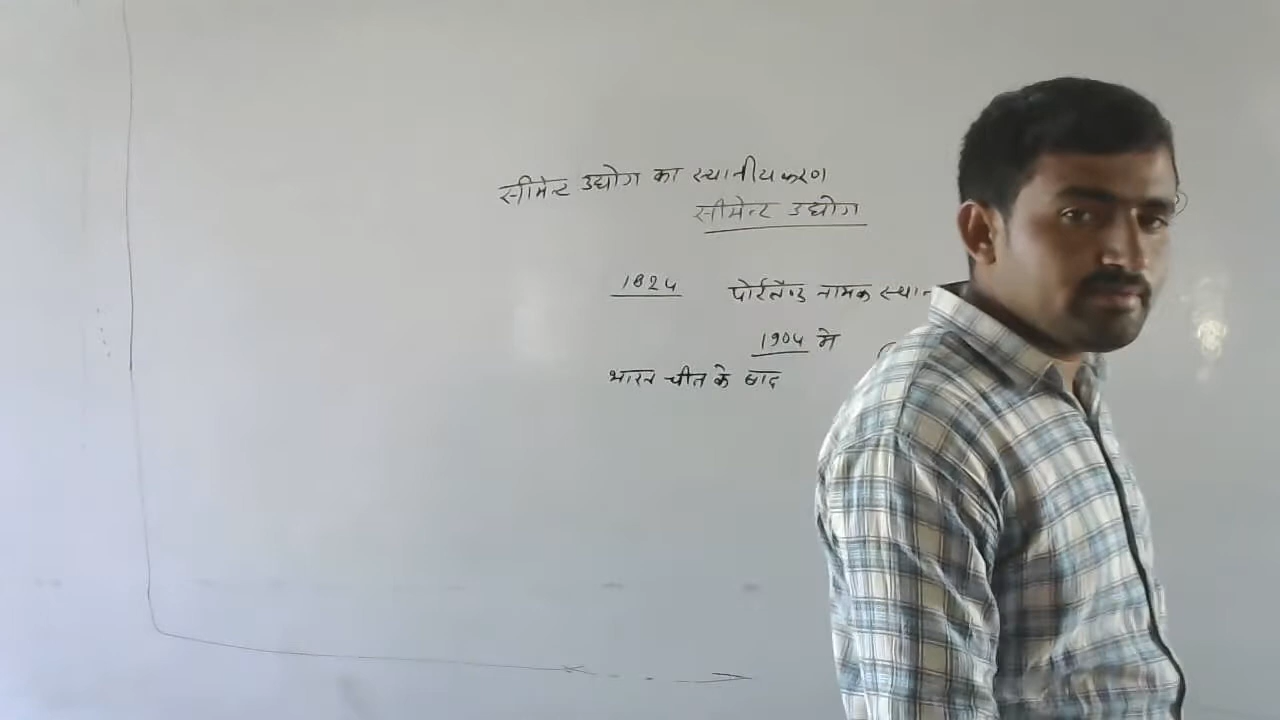 सीमेन्ट उद्योग का स्थानीयकरण
सीमेन्ट उद्योग
1824 पोर्टलैण्ड नामक स्थान
1904 मे
भारत चीन के बाद